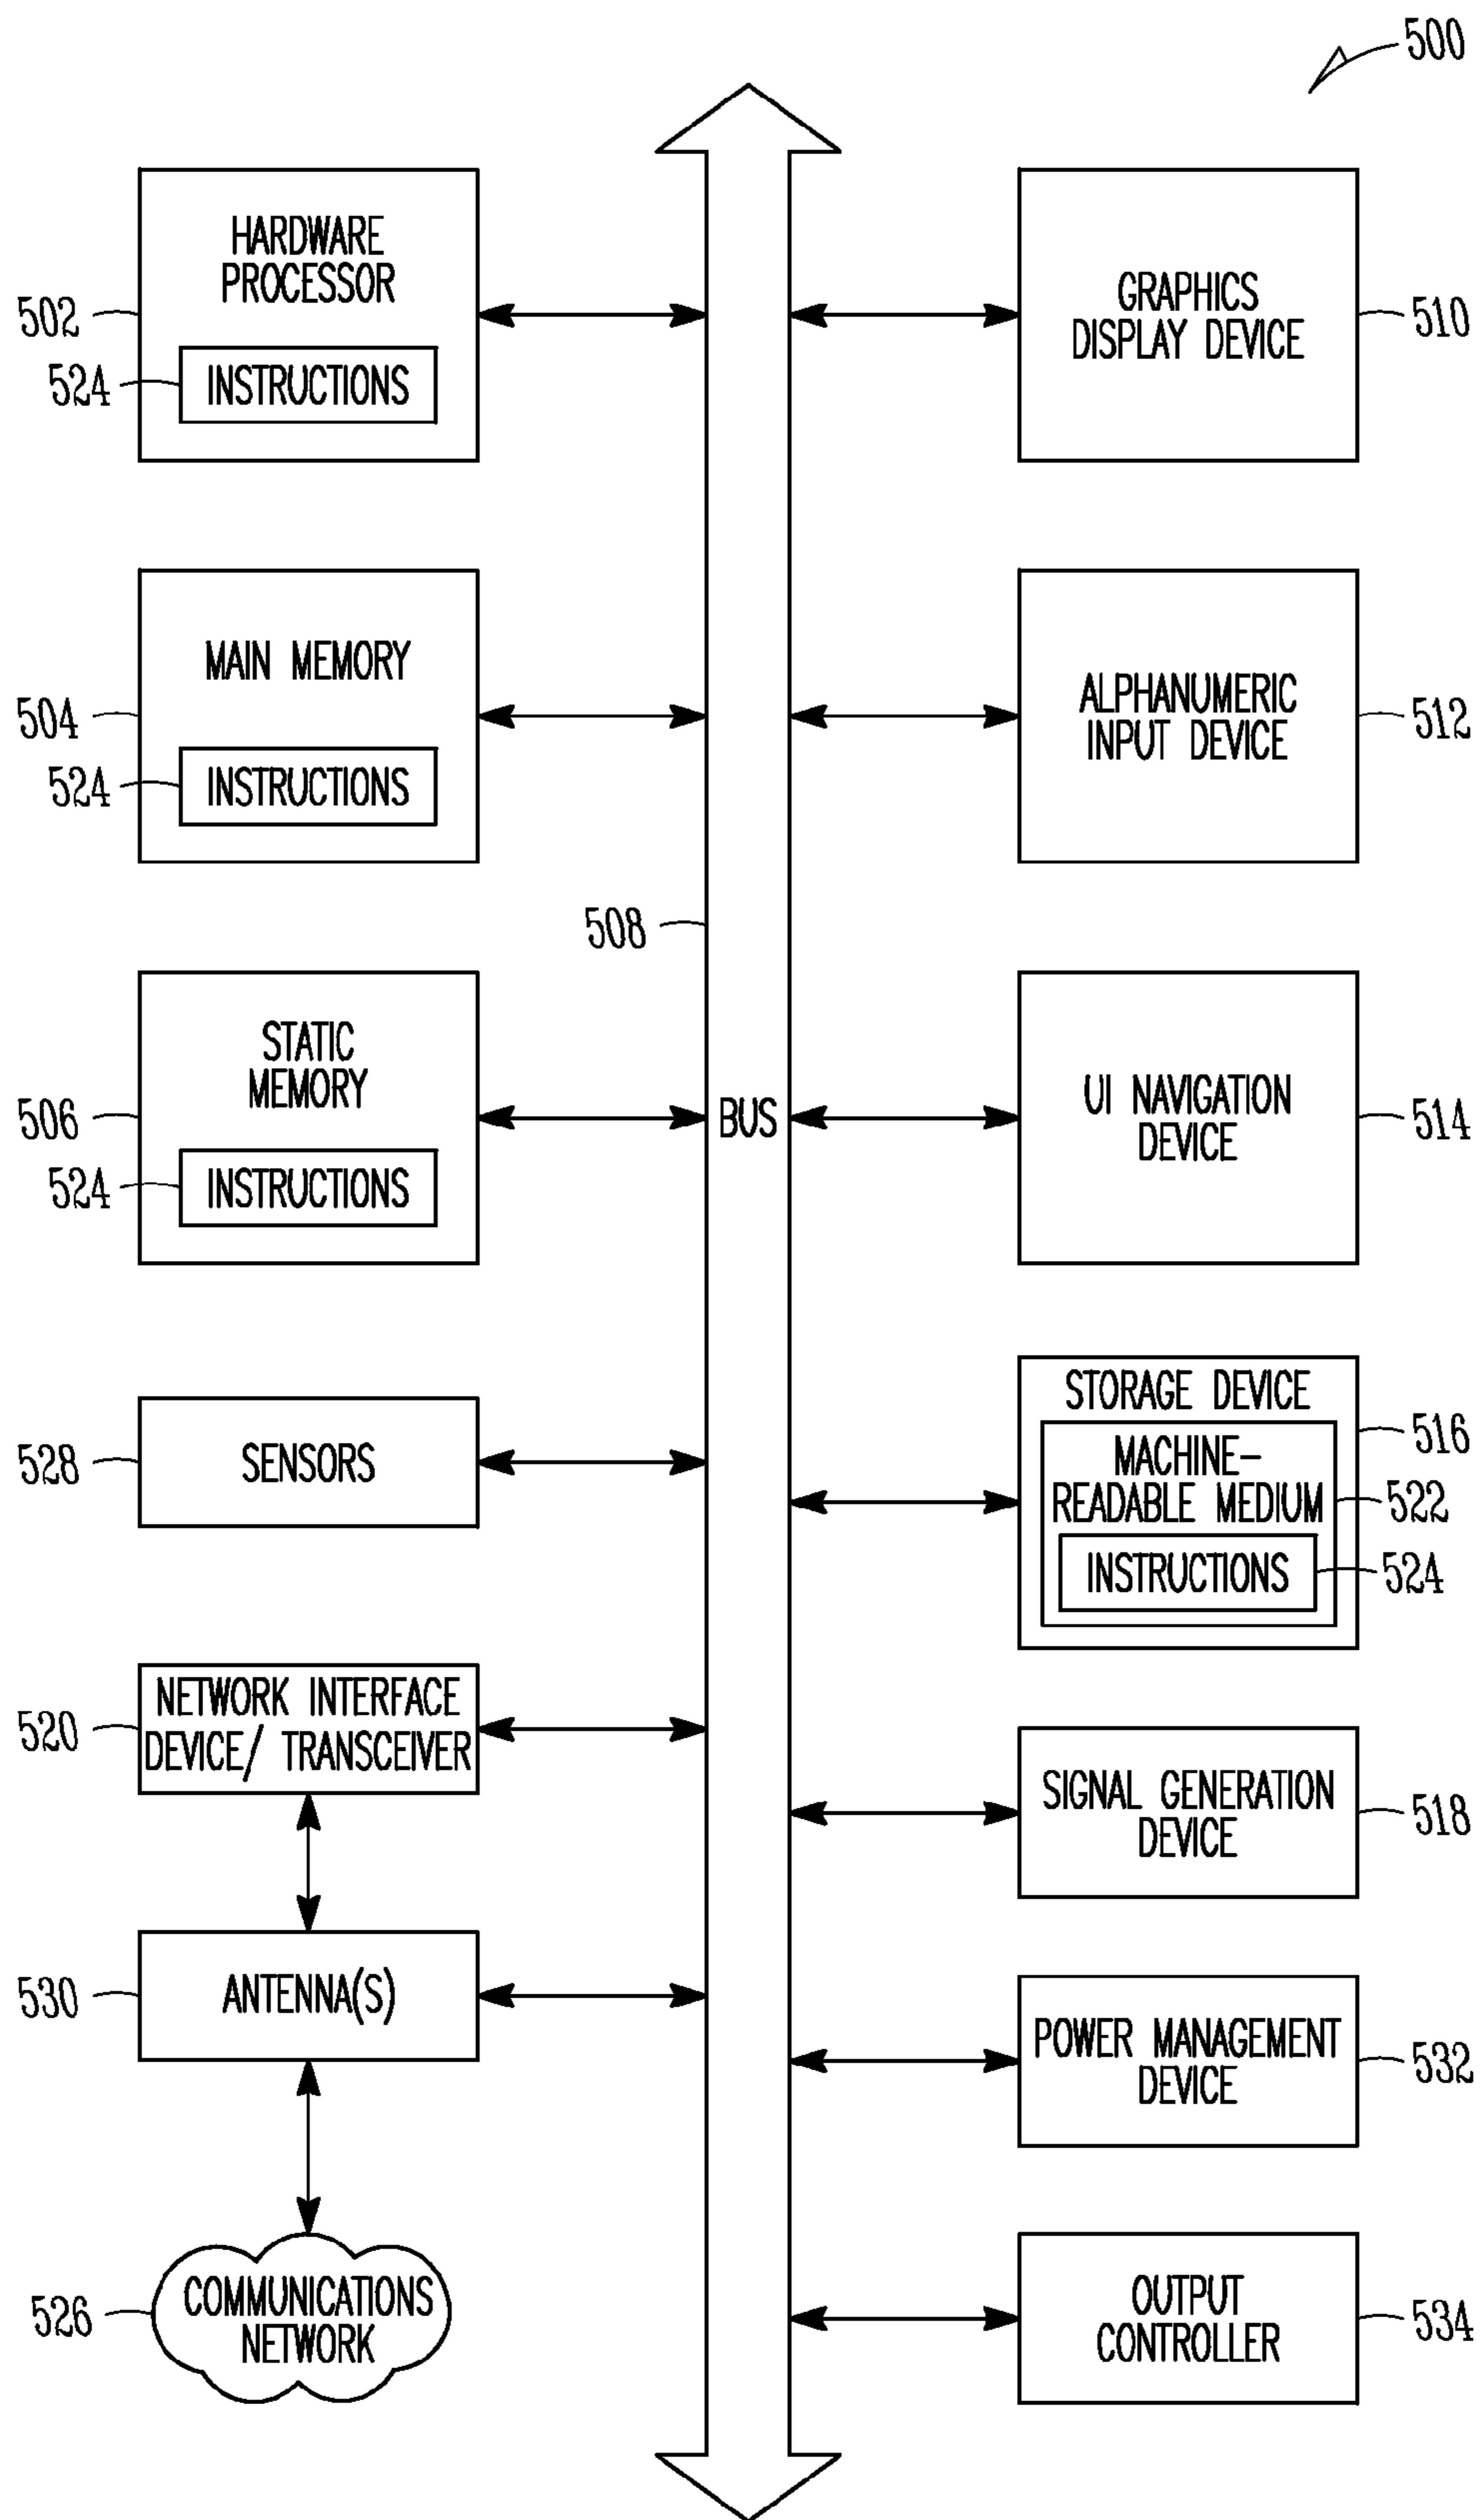 500
HARDWARE
PROCESSOR
502
524
INSTRUCTIONS
MAIN MEMORY
504
524
INSTRUCTIONS
508
STATIC
MEMORY
506
524
INSTRUCTIONS
BUS
SENSORS
528
NETWORK INTERFACE
DEVICE/ TRANSCEIVER
520
ANTENNA(S)
530
COMMUNICATIONS
NETWORK
526
GRAPHICS
DISPLAY DEVICE
510
ALPHANUMERIC
INPUT DEVICE
512
UI NAVIGATION
DEVICE
514
STORAGE DEVICE
516
MACHINE-
READABLE MEDIUM
522
INSTRUCTIONS
524
SIGNAL GENERATION
DEVICE
518
POWER MANAGEMENT
DEVICE
532
OUTPUT
CONTROLLER
534